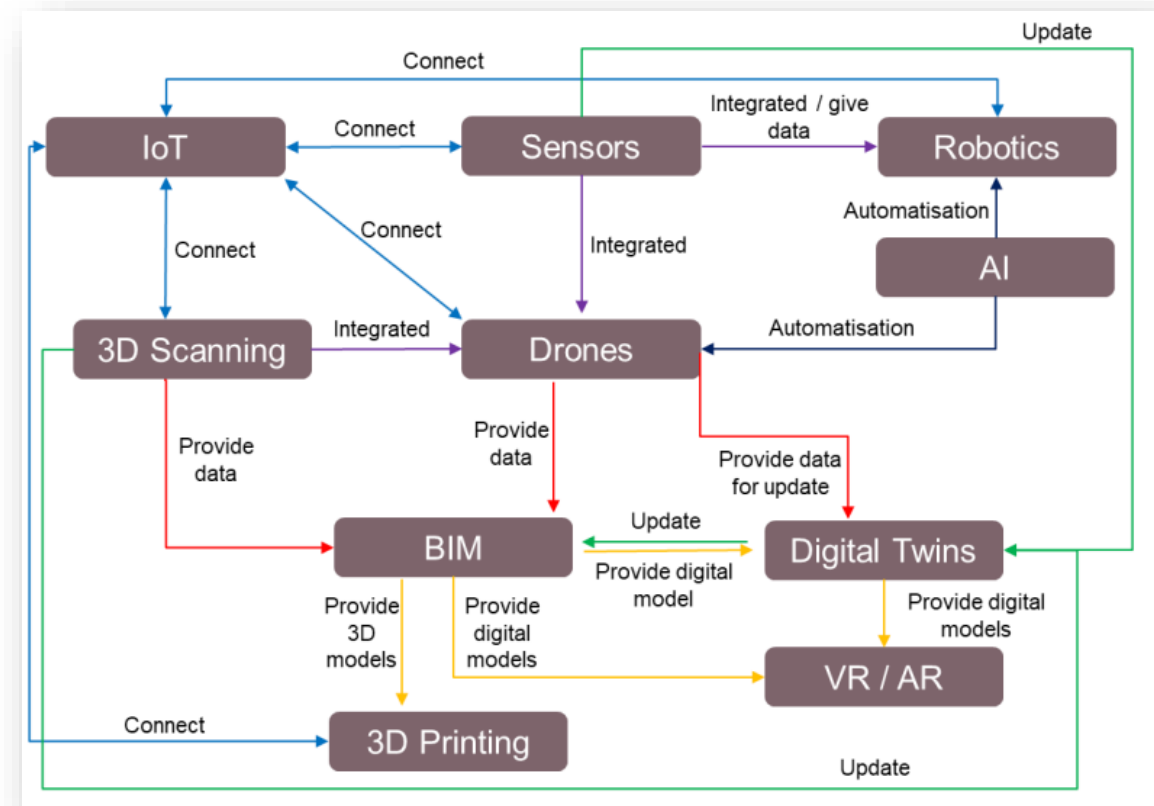 Update
Connect
Integrated / give
data
Connect
IoT
Sensors
Robotics
Automatisation
Connect
Connect
Integrated
AI
Integrated
Automatisation
3D Scanning
Drones
Provide
data
Provide
data
Provide data
for update
Update
BIM
Digital Twins
Provide digital
model
Provide
3D
models
Provide
digital
models
Provide digital
models
VR / AR
Connect
3D Printing
Update